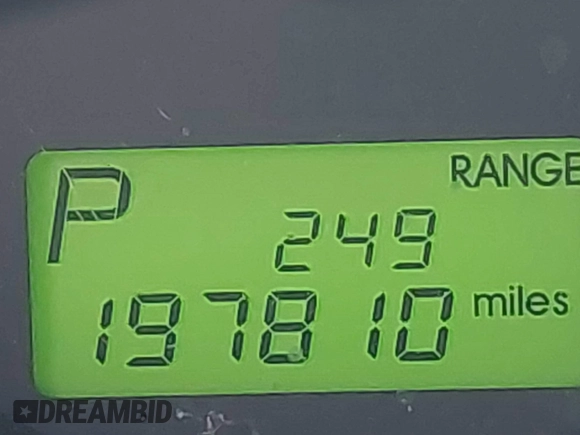 P
RANGE
249
197810 miles
DREAMBID